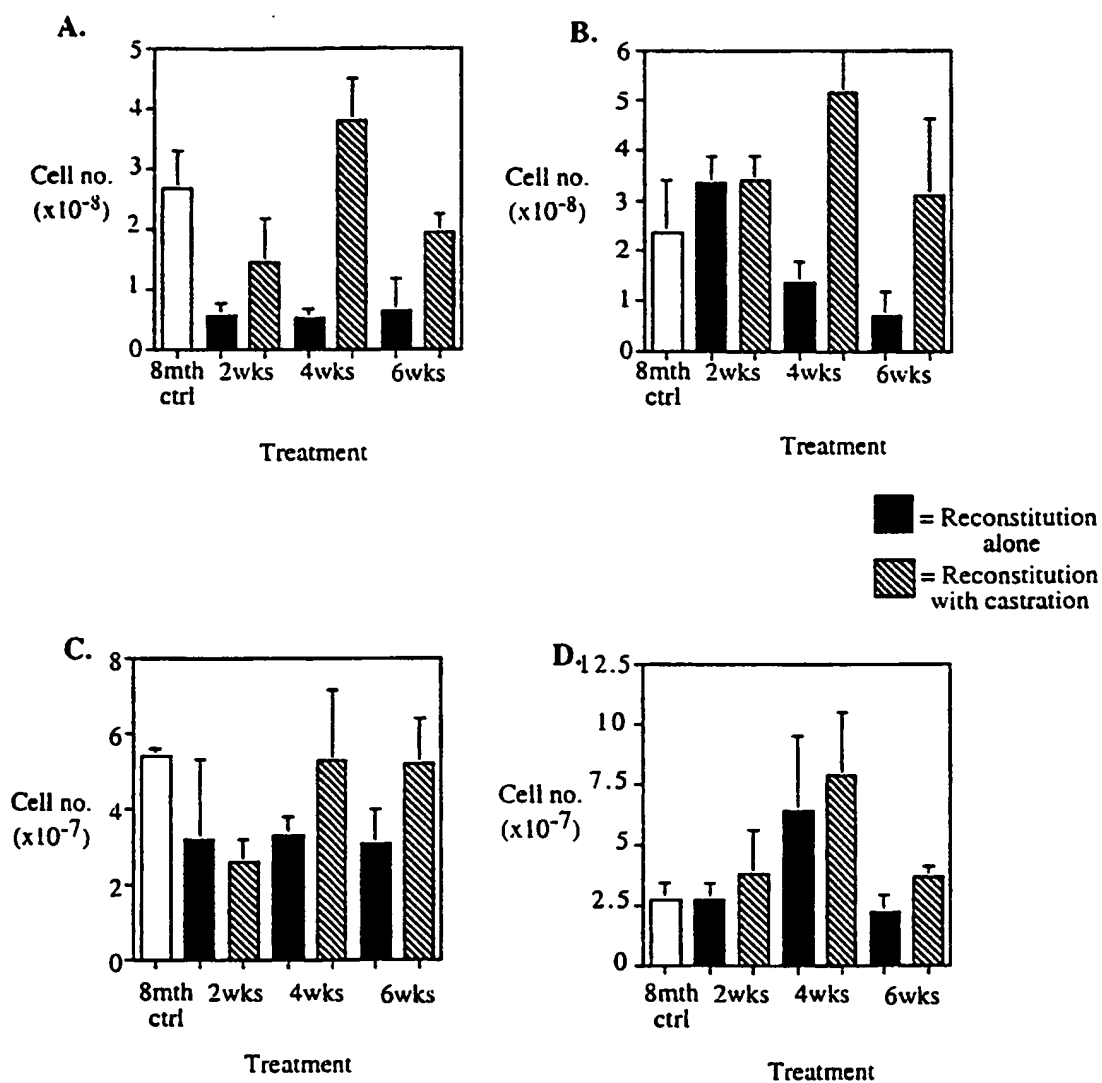 A.
5
4
3
2
1
0
Cell no.
(x10-8)
8mth 2wks 4wks 6wks
ctrl
Treatment
B.
6
5
4
3
2
1
0
Cell no.
(x10-8)
8mth 2wks 4wks 6wks
ctrl
Treatment
= Reconstitution
alone
= Reconstitution
with castration
C.
8
6
4
2
0
Cell no.
(x10-7)
8mth 2wks 4wks 6wks
ctrl
Treatment
D.
12.5
10
7.5
5
2.5
0
Cell no.
(x10-7)
8mth 2wks 4wks 6wks
ctrl
Treatment